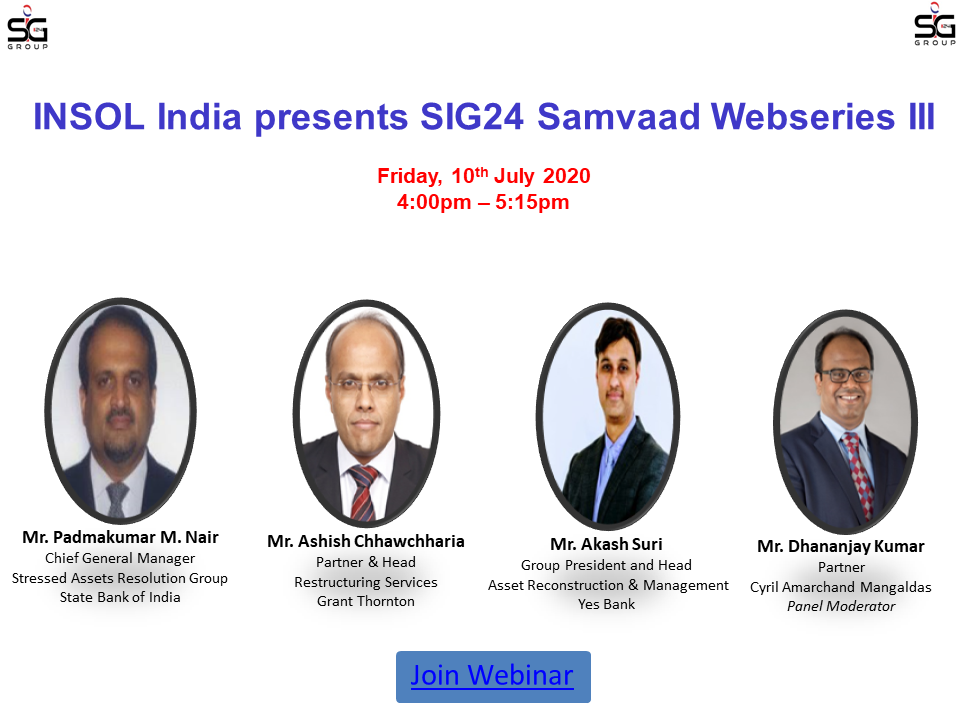 SiG 24
GROUP
SiG 24
GROUP
INSOL India presents SIG24 Samvaad Webseries III
Friday, 10th July 2020
4:00pm – 5:15pm
Mr. Padmakumar M. Nair
Chief General Manager
Stressed Assets Resolution Group
State Bank of India
Mr. Ashish Chhawchharia
Partner & Head
Restructuring Services
Grant Thornton
Mr. Akash Suri
Group President and Head
Asset Reconstruction & Management
Yes Bank
Mr. Dhananjay Kumar
Partner
Cyril Amarchand Mangaldas
Panel Moderator
Join Webinar